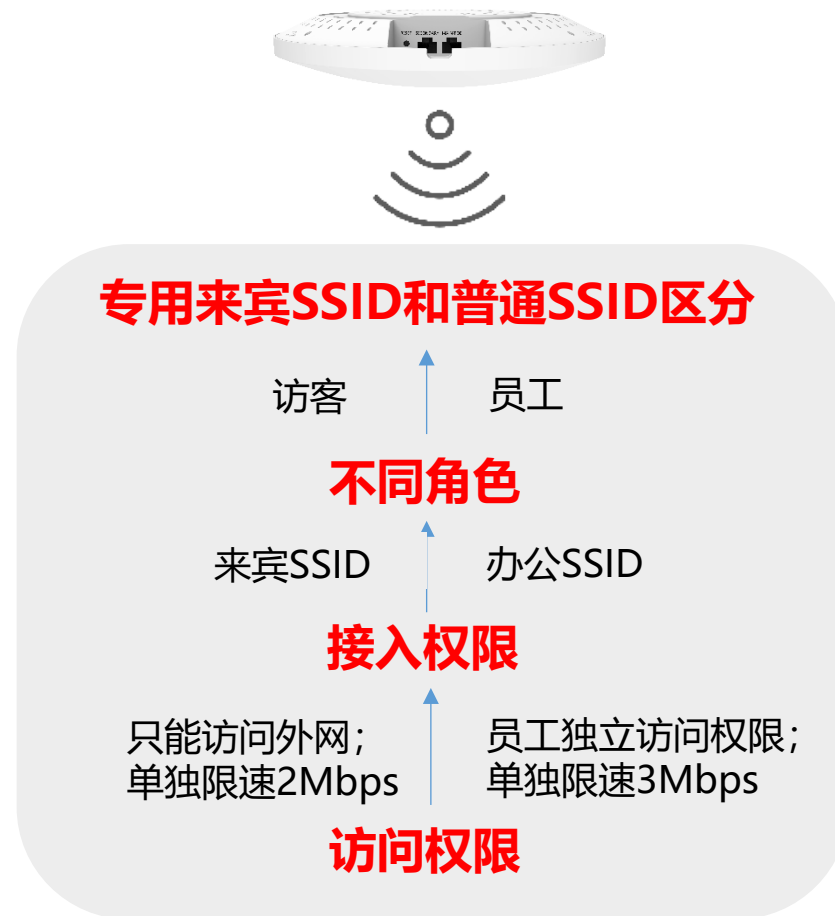 专用来宾SSID和普通SSID区分
访客 员工
不同角色
来宾SSID 办公SSID
接入权限
只能访问外网；
单独限速2Mbps
员工独立访问权限；
单独限速3Mbps
访问权限